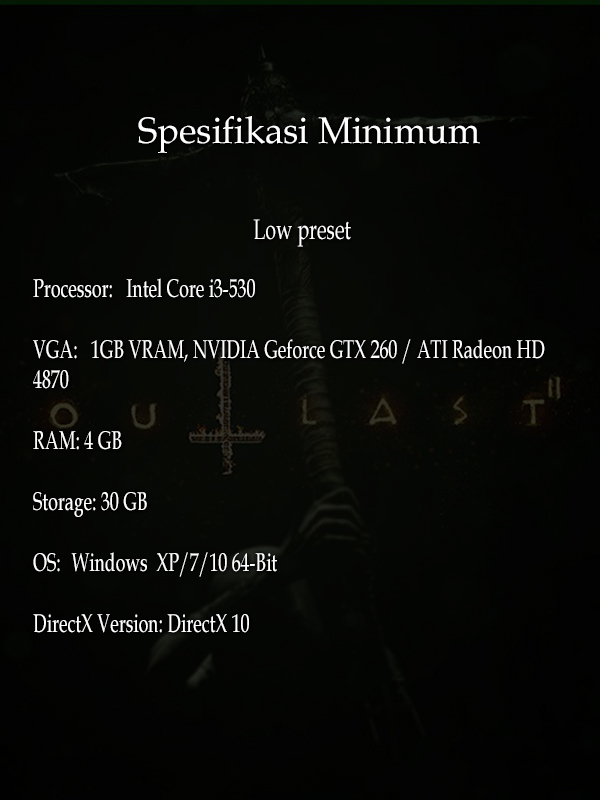 Spesifikasi Minimum
Low preset
Processor: Intel Core i3-530
VGA: 1GB VRAM, NVIDIA Geforce GTX 260 / ATI Radeon HD
4870
OUTLAST II
RAM: 4 GB
Storage: 30 GB
OS: Windows XP/7/10 64-Bit
DirectX Version: DirectX 10